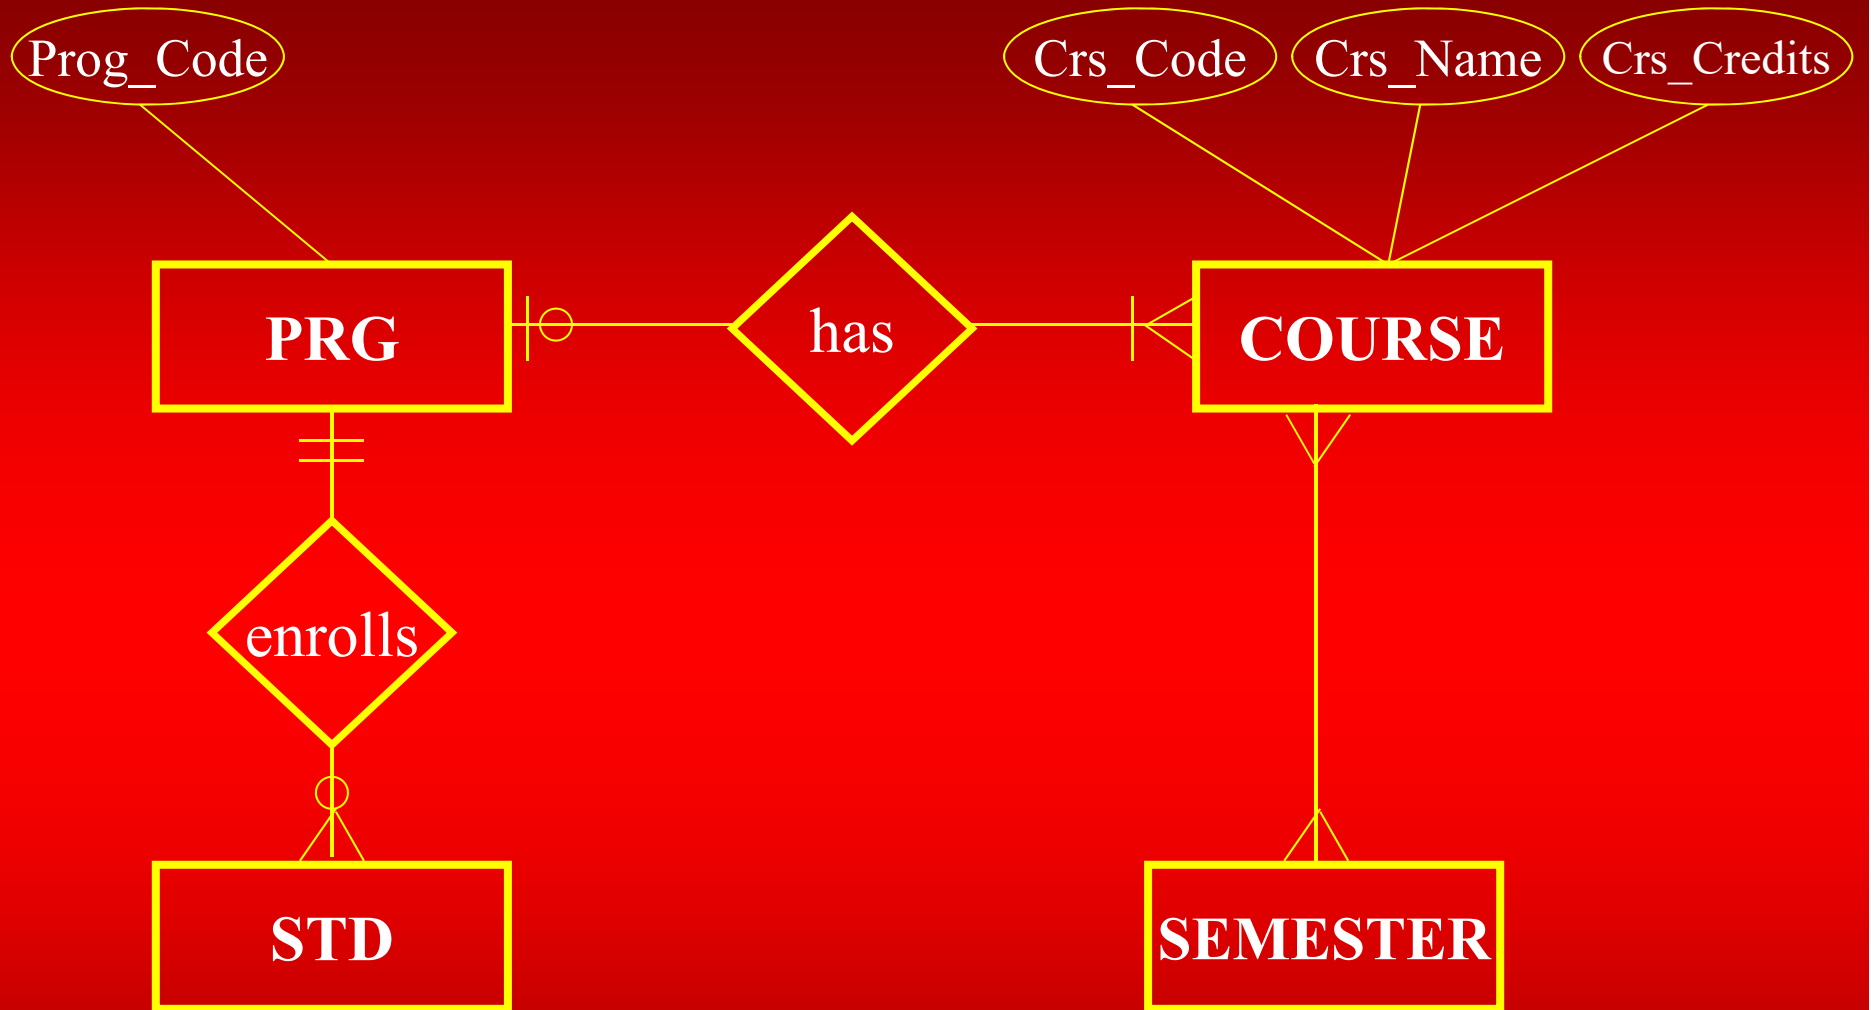 Prog_Code
Crs_Code
Crs_Name
Crs_Credits
PRG
has
COURSE
enrolls
STD
SEMESTER